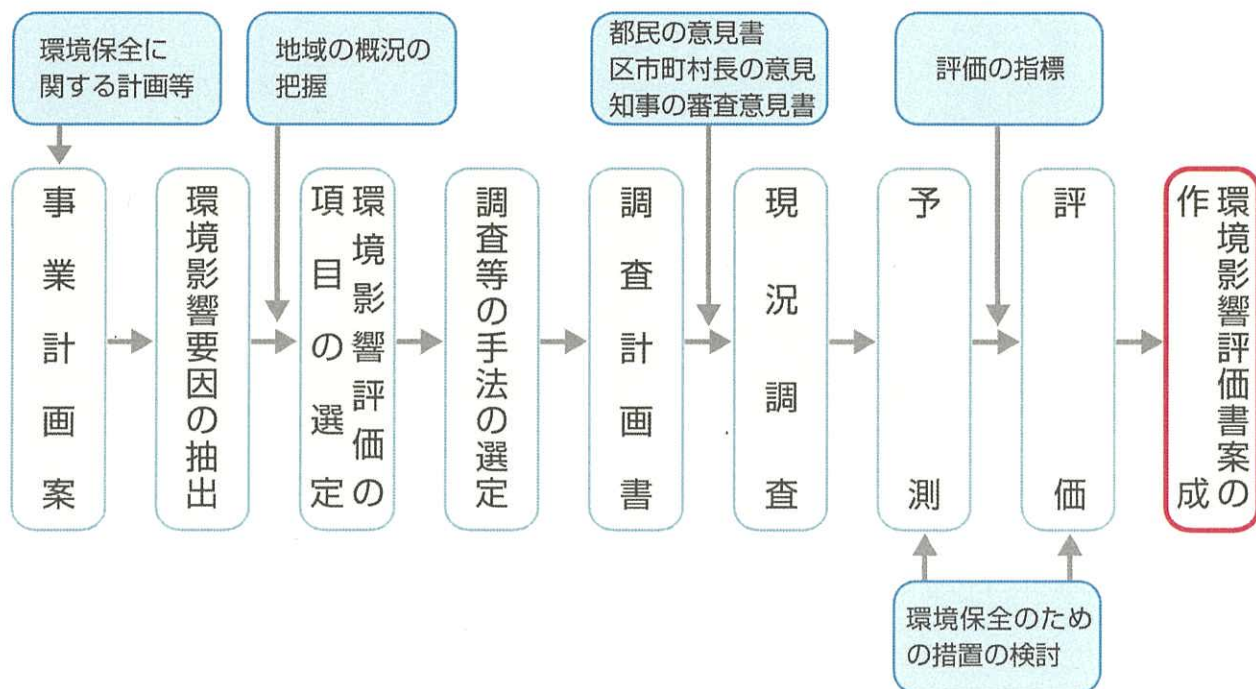 環境保全に
関する計画等
地域の概況の
把握
都民の意見書
区市町村長の意見
知事の審査意見書
評価の指標
事業計画案
環境影響要因の抽出
環境影響評価の
項目の選定
調査等の手法の選定
調査計画書
現況調査
予測
評価
環境影響評価書案の
作成
環境保全のため
の措置の検討